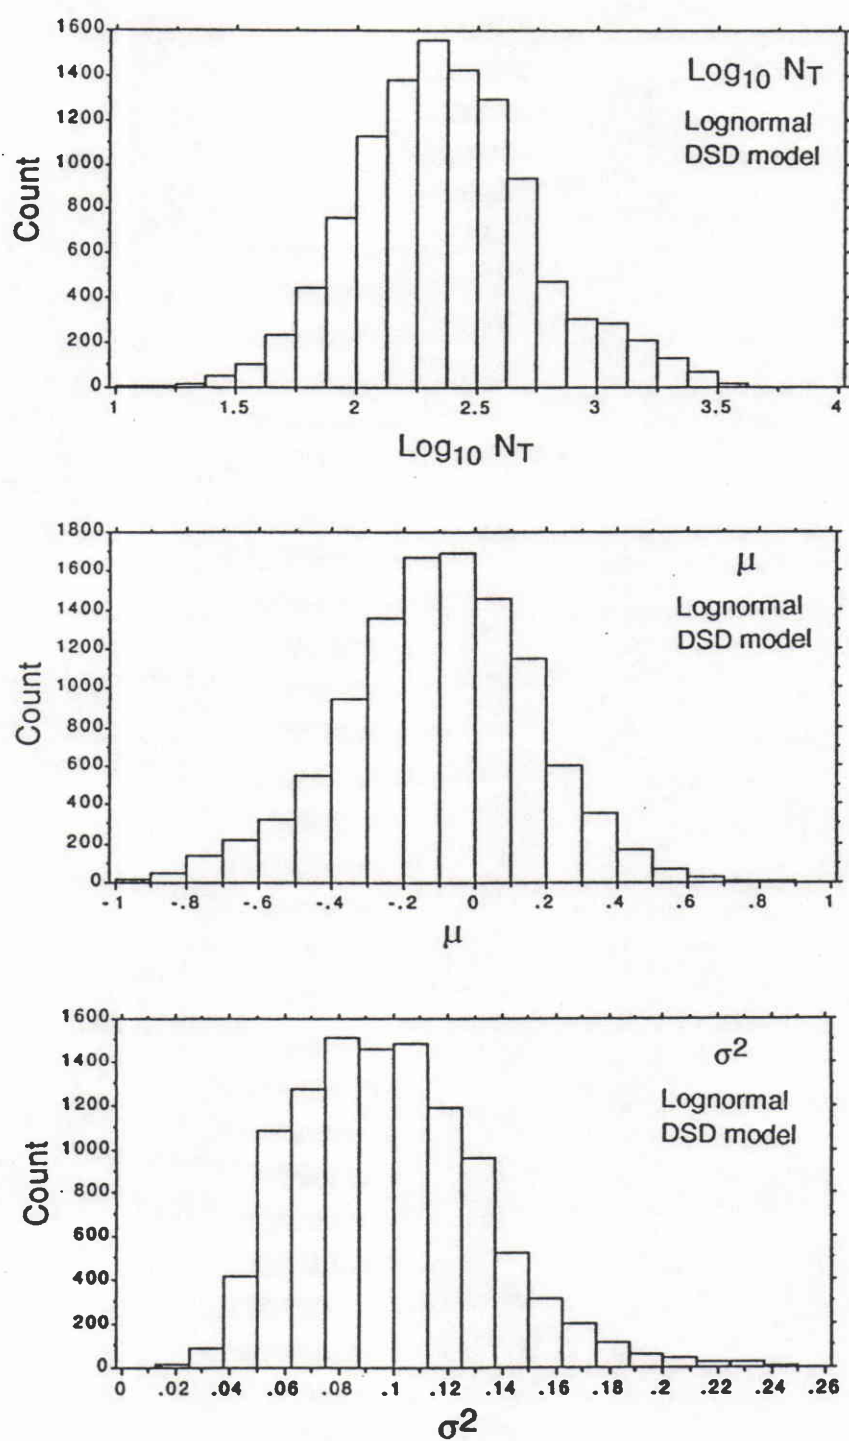 1600
1400
1200
1000
800
600
400
200
0
Count
Log10 NT
Lognormal
DSD model
1 1.5 2 2.5 3 3.5 4
Log10 NT
1800
1600
1400
1200
1000
800
600
400
200
0
Count
μ
Lognormal
DSD model
-1 -.8 -.6 -.4 -.2 0 .2 .4 .6 .8 1
μ
1600
1400
1200
1000
800
600
400
200
0
Count
σ2
Lognormal
DSD model
0 .02 .04 .06 .08 .1 .12 .14 .16 .18 .2 .22 .24 .26
σ2